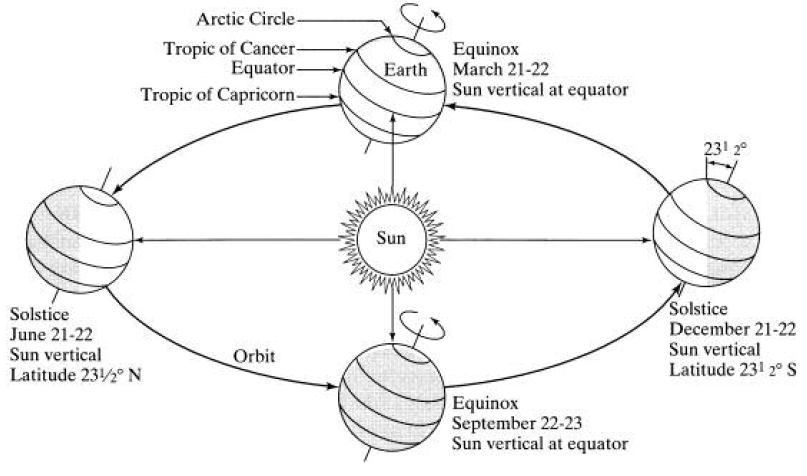 Arctic Circle
Tropic of Cancer
Equator
Tropic of Capricorn
Earth
Equinox
March 21-22
Sun vertical at equator
23¹ 2°
Sun
Solstice
June 21-22
Sun vertical
Latitude 23½° N
Orbit
Solstice
December 21-22
Sun vertical
Latitude 23¹ 2° S
Equinox
September 22-23
Sun vertical at equator